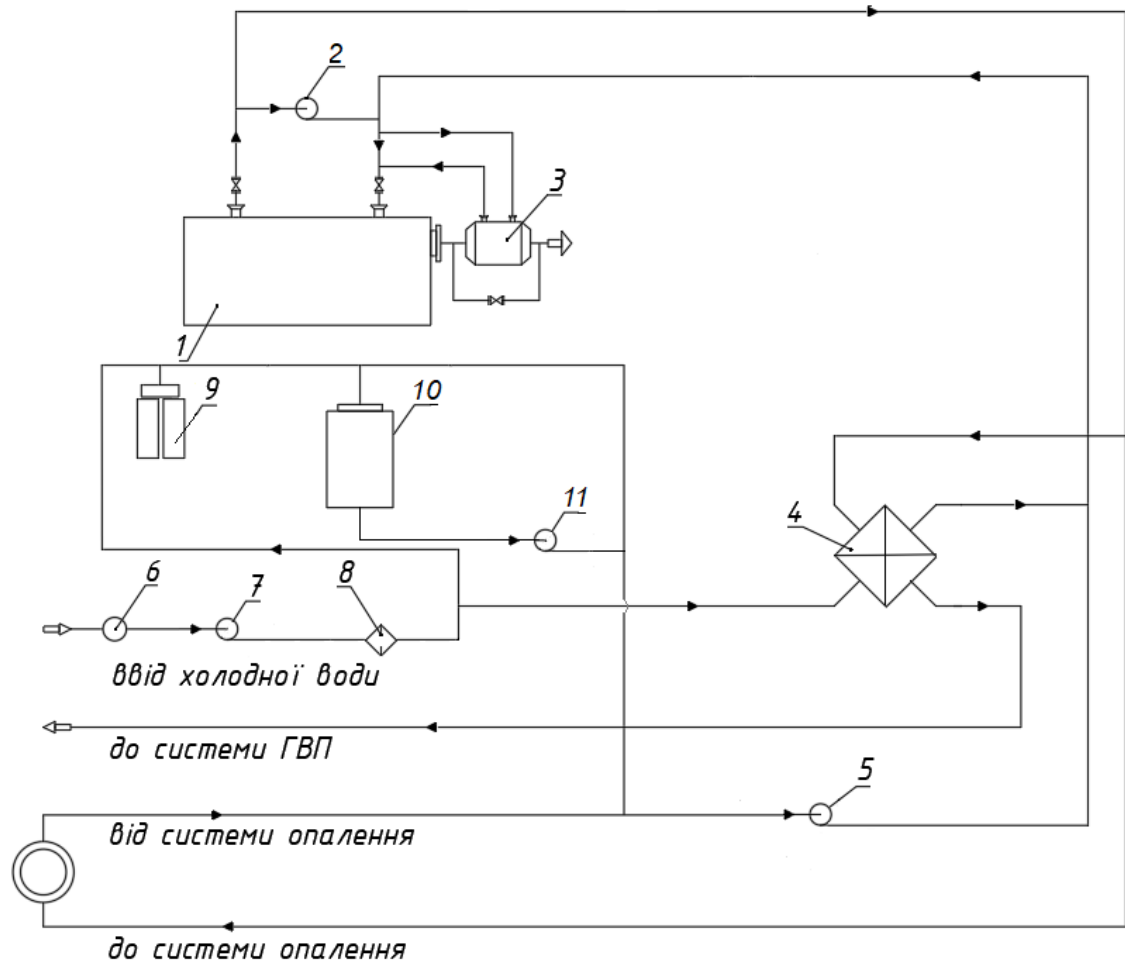 2
3
1
9
10
11
4
6
7
8
ввід холодної води
до системи ГВП
5
від системи опалення
до системи опалення